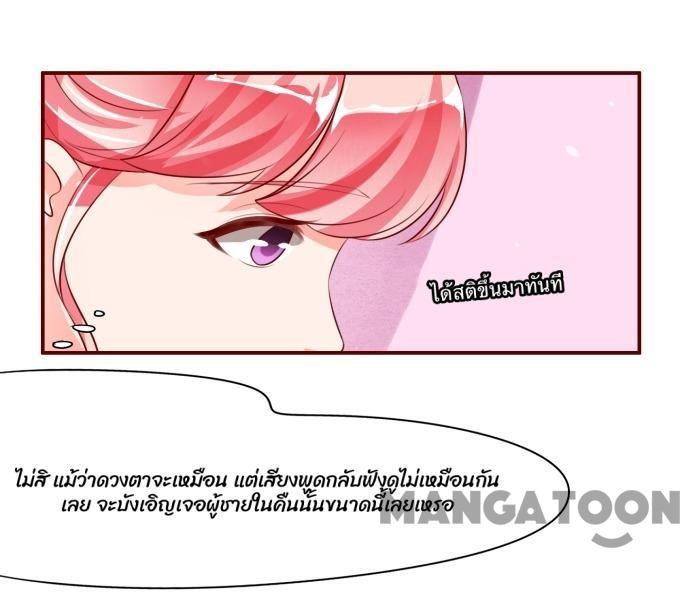 ได้สติขึ้นมาทันที
ไม่สิ แม้ว่าดวงตาจะเหมือน แต่เสียงพูดกลับฟังดูไม่เหมือนกัน
เลย จะบังเอิญเจอผู้ชายในคืนนั้นขนาดนี้เลยเหรอ
MANGATOON